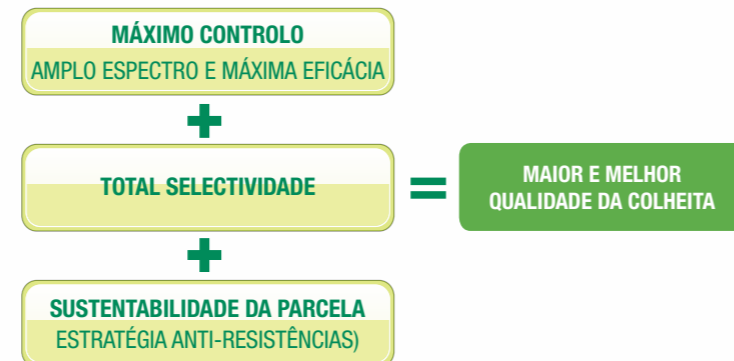 MÁXIMO CONTROLO
AMPLO ESPECTRO E MÁXIMA EFICÁCIA
+
TOTAL SELECTIVIDADE
=
MAIOR E MELHOR
QUALIDADE DA COLHEITA
+
SUSTENTABILIDADE DA PARCELA
ESTRATÉGIA ANTI-RESISTÊNCIAS)